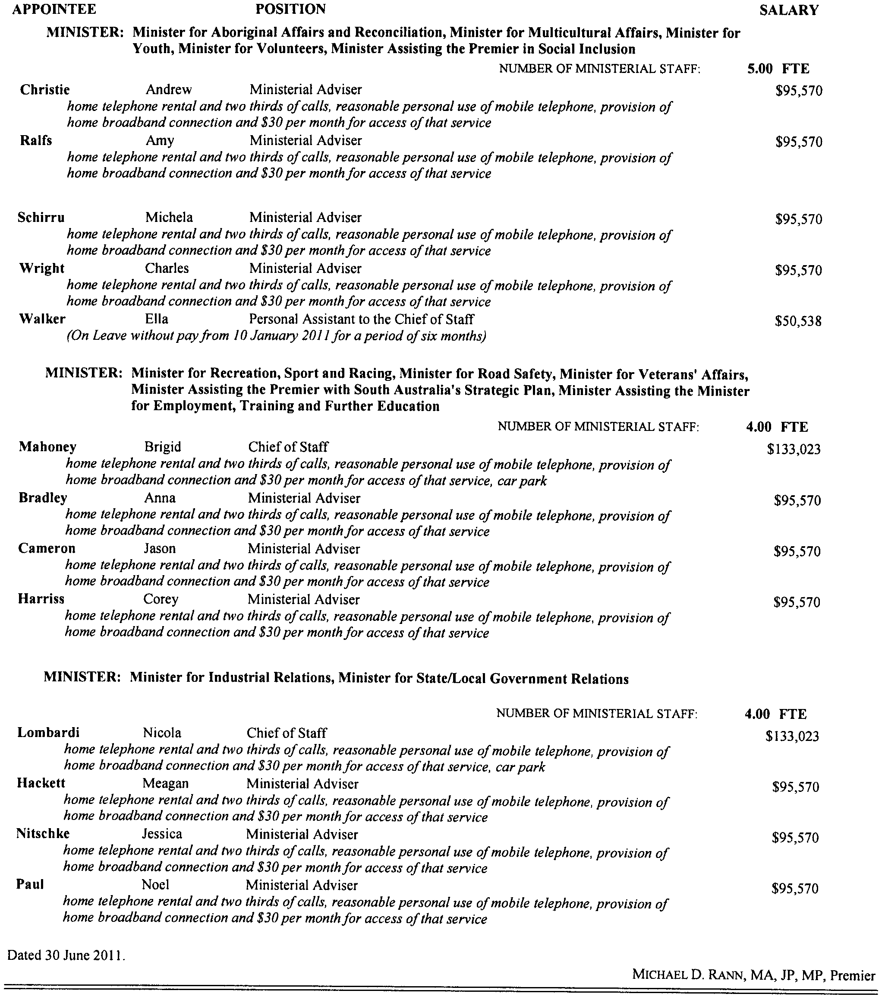 APPOINTEE POSITION SALARY
MINISTER: Minister for Aboriginal Affairs and Reconciliation, Minister for Multicultural Affairs, Minister for
Youth, Minister for Volunteers, Minister Assisting the Premier in Social Inclusion
NUMBER OF MINISTERIAL STAFF: 5.00 FTE
Christie Andrew Ministerial Adviser $95,570
home telephone rental and two thirds of calls, reasonable personal use of mobile telephone, provision of
home broadband connection and $30 per month for access of that service
Ralfs Amy Ministerial Adviser $95,570
home telephone rental and two thirds of calls, reasonable personal use of mobile telephone, provision of
home broadband connection and $30 per month for access of that service
Schirru Michela Ministerial Adviser $95,570
home telephone rental and two thirds of calls, reasonable personal use of mobile telephone, provision of
home broadband connection and $30 per month for access of that service
Wright Charles Ministerial Adviser $95,570
home telephone rental and two thirds of calls, reasonable personal use of mobile telephone, provision of
home broadband connection and $30 per month for access of that service
Walker Ella Personal Assistant to the Chief of Staff $50,538
(On Leave without pay from 10 January 2011 for a period of six months)
MINISTER: Minister for Recreation, Sport and Racing, Minister for Road Safety, Minister for Veterans' Affairs,
Minister Assisting the Premier with South Australia's Strategic Plan, Minister Assisting the Minister
for Employment, Training and Further Education
NUMBER OF MINISTERIAL STAFF: 4.00 FTE
Mahoney Brigid Chief of Staff $133,023
home telephone rental and two thirds of calls, reasonable personal use of mobile telephone, provision of
home broadband connection and $30 per month for access of that service, car park
Bradley Anna Ministerial Adviser $95,570
home telephone rental and two thirds of calls, reasonable personal use of mobile telephone, provision of
home broadband connection and $30 per month for access of that service
Cameron Jason Ministerial Adviser $95,570
home telephone rental and two thirds of calls, reasonable personal use of mobile telephone, provision of
home broadband connection and $30 per month for access of that service
Harriss Corey Ministerial Adviser $95,570
home telephone rental and two thirds of calls, reasonable personal use of mobile telephone, provision of
home broadband connection and $30 per month for access of that service
MINISTER: Minister for Industrial Relations, Minister for State/Local Government Relations
NUMBER OF MINISTERIAL STAFF: 4.00 FTE
Lombardi Nicola Chief of Staff $133,023
home telephone rental and two thirds of calls, reasonable personal use of mobile telephone, provision of
home broadband connection and $30 per month for access of that service, car park
Hackett Meagan Ministerial Adviser $95,570
home telephone rental and two thirds of calls, reasonable personal use of mobile telephone, provision of
home broadband connection and $30 per month for access of that service
Nitschke Jessica Ministerial Adviser $95,570
home telephone rental and two thirds of calls, reasonable personal use of mobile telephone, provision of
home broadband connection and $30 per month for access of that service
Paul Noel Ministerial Adviser $95,570
home telephone rental and two thirds of calls, reasonable personal use of mobile telephone, provision of
home broadband connection and $30 per month for access of that service
Dated 30 June 2011.
MICHAEL D. RANN, MA, JP, MP, Premier